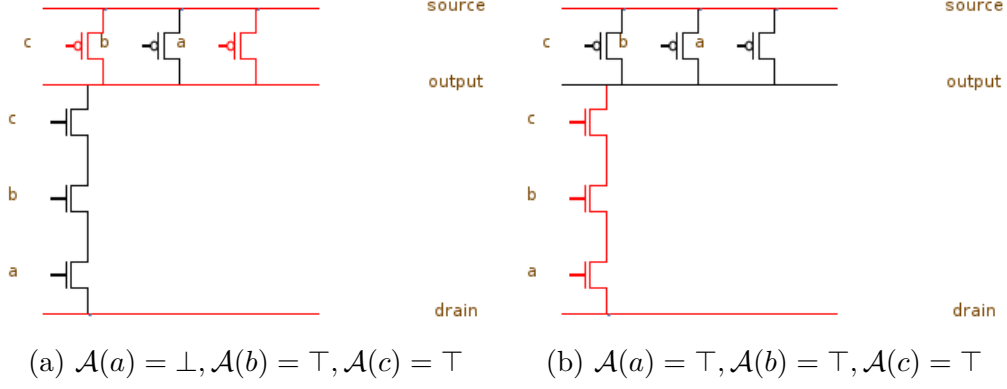 source source
c b a c b a
output output
c c
b b
a a
drain drain
(a) 𝒜(a) = ⊥, 𝒜(b) = ⊤, 𝒜(c) = ⊤ (b) 𝒜(a) = ⊤, 𝒜(b) = ⊤, 𝒜(c) = ⊤